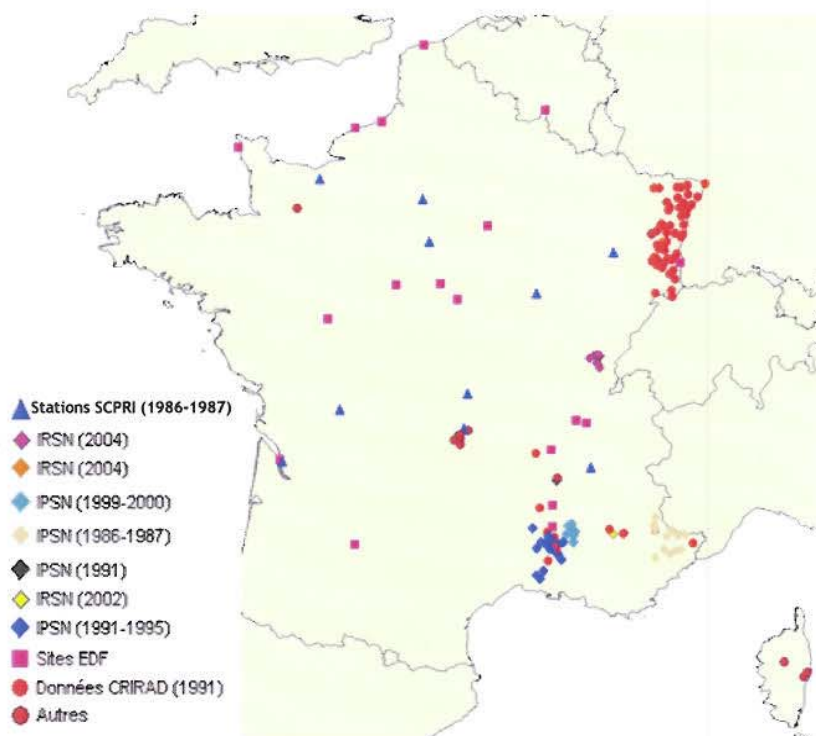 Stations SCPRI (1986-1987)
IRSN (2004)
IRSN (2004)
IPSN (1999-2000)
IPSN (1986-1987)
IPSN (1991)
IRSN (2002)
IPSN (1991-1995)
Sites EDF
Données CRIRAD (1991)
Autres